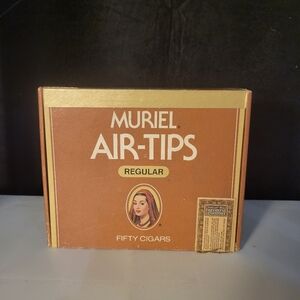 MURIEL
AIR-TIPS
REGULAR
FIFTY CIGARS